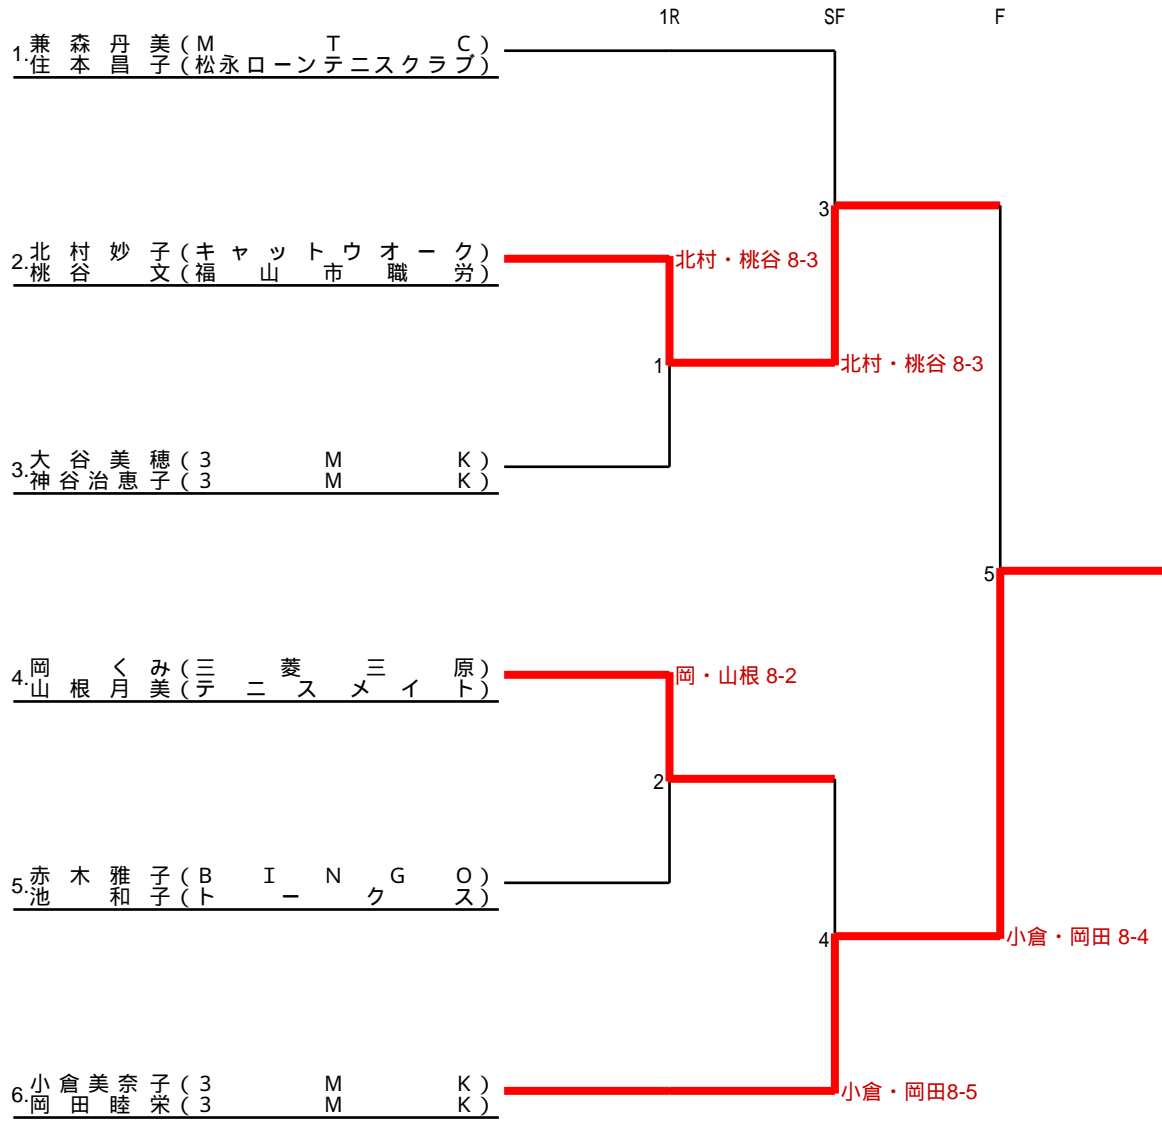 1R SF F
1.兼森丹美(MTC)
住本昌子(松永ローンテニスクラブ)
3
2.北村妙子(キャットウオーク)
桃谷文(福山市職労)
北村・桃谷 8-3
1
北村・桃谷 8-3
3.大谷美穂(3MK)
神谷治恵子(3MK)
5
4.岡くみ(三菱三原)
山根月美(テニスメイト)
岡・山根 8-2
2
5.赤木雅子(BINGO)
池和子(トークス)
4
小倉・岡田 8-4
6.小倉美奈子(3MK)
岡田睦栄(3MK)
小倉・岡田8-5